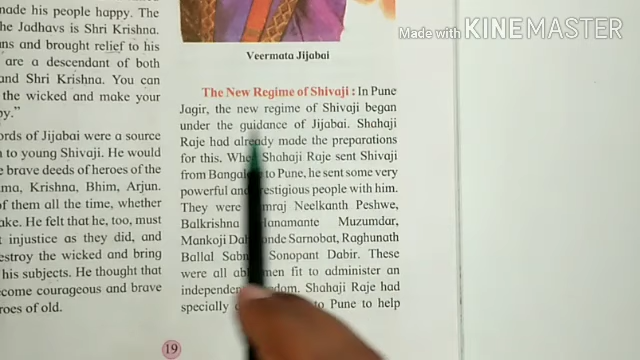 made his people happy. The
the Jadhavs is Shri Krishna.
ns and brought relief to his
are a descendant of both
and Shri Krishna. You can
the wicked and make your
py."
ords of Jijabai were a source
n to young Shivaji. He would
e brave deeds of heroes of the
ma, Krishna, Bhim, Arjun.
of them all the time, whether
ake. He felt that he, too, must
t injustice as they did, and
estroy the wicked and bring
his subjects. He thought that
come courageous and brave
roes of old.
19
Veermata Jijabai
The New Regime of Shivaji : In Pune
Jagir, the new regime of Shivaji began
under the guidance of Jijabai. Shahaji
Raje had already made the preparations
for this. When Shahaji Raje sent Shivaji
from Bangalore to Pune, he sent some very
powerful and prestigious people with him.
They were Neelkanth Peshwe,
Balkrishna Hanamante Muzumdar,
Mankoji Sarnobat, Raghunath
Ballal Sonopant Dabir. These
were all able men fit to administer an
independent kingdom. Shahaji Raje had
specially to Pune to help
Made with KINEMASTER